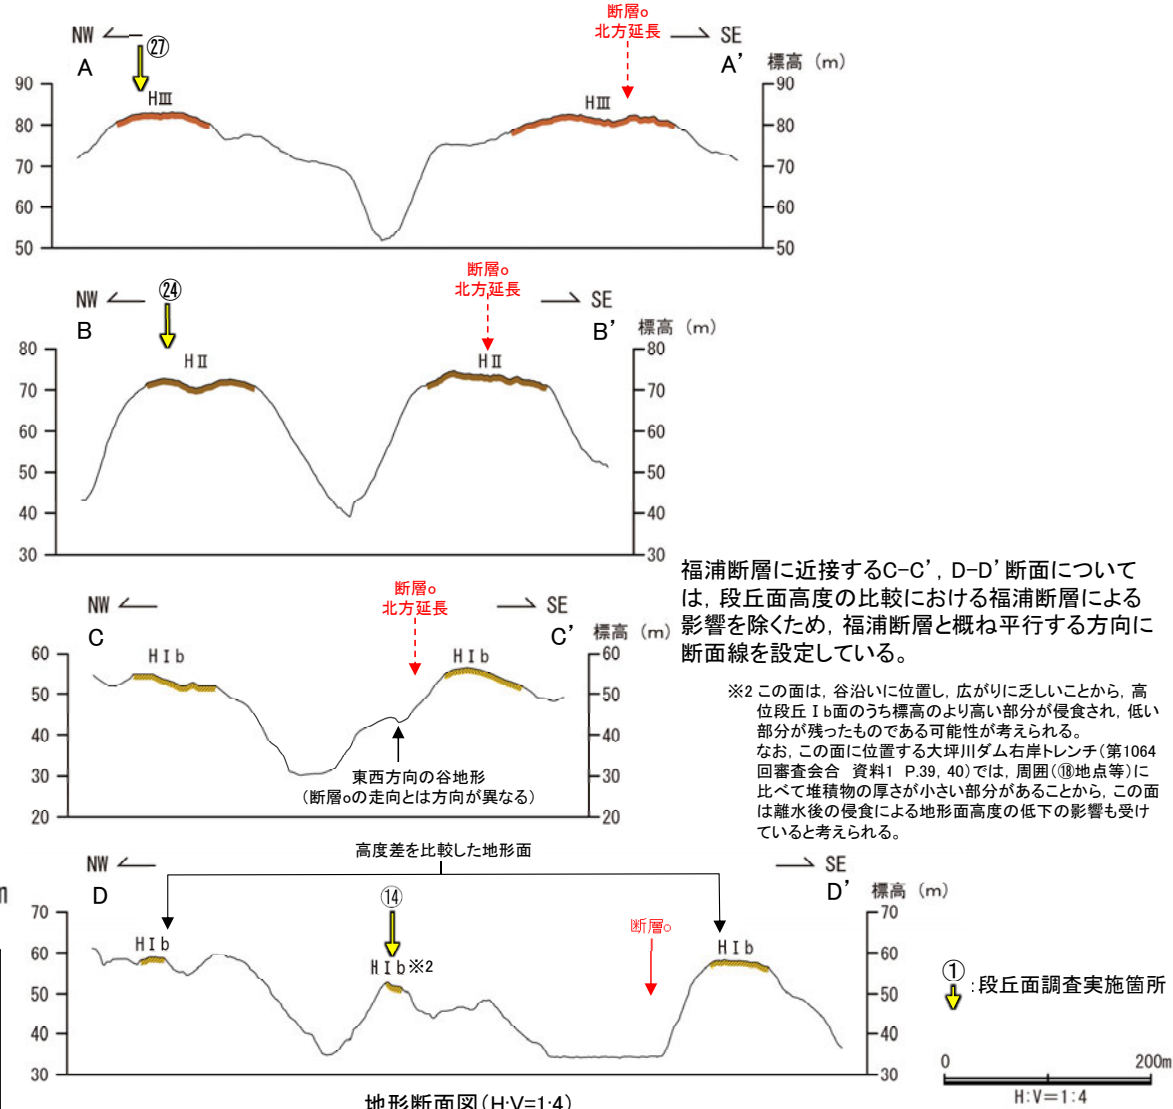 断層o
北方延長
NW
㉗
SE
A
A’
標高 (m)
90
90
HⅢ
HⅢ
80
80
70
70
60
60
50
50
断層o
北方延長
NW
㉔
SE
B
B’
標高 (m)
80
80
HⅡ
HⅡ
70
70
60
60
50
50
40
40
30
30
福浦断層に近接するC-C’, D-D’断面について
は, 段丘面高度の比較における福浦断層による
影響を除くため, 福浦断層と概ね平行する方向に
断面線を設定している。
断層o
北方延長
NW
SE
C
C’
標高 (m)
60
60
HⅠb
HⅠb
50
50
40
40
30
30
20
20
東西方向の谷地形
(断層oの走向とは方向が異なる)
※2 この面は, 谷沿いに位置し, 広がりに乏しいことから, 高
位段丘Ⅰb面のうち標高のより高い部分が侵食され, 低い
部分が残ったものである可能性が考えられる。
なお, この面に位置する大坪川ダム右岸トレンチ(第1064
回審査会合 資料1 P.39, 40)では, 周囲(⑱地点等)に
比べて堆積物の厚さが小さい部分があることから, この面
は離水後の侵食による地形面高度の低下の影響も受け
ていると考えられる。
高度差を比較した地形面
NW
SE
D
D’
標高 (m)
⑭
断層o
70
70
HⅠb
HⅠb※2
HⅠb
60
60
50
50
40
40
30
30
①
:段丘面調査実施箇所
0
200m
H:V=1:4
地形断面図(H:V=1:4)